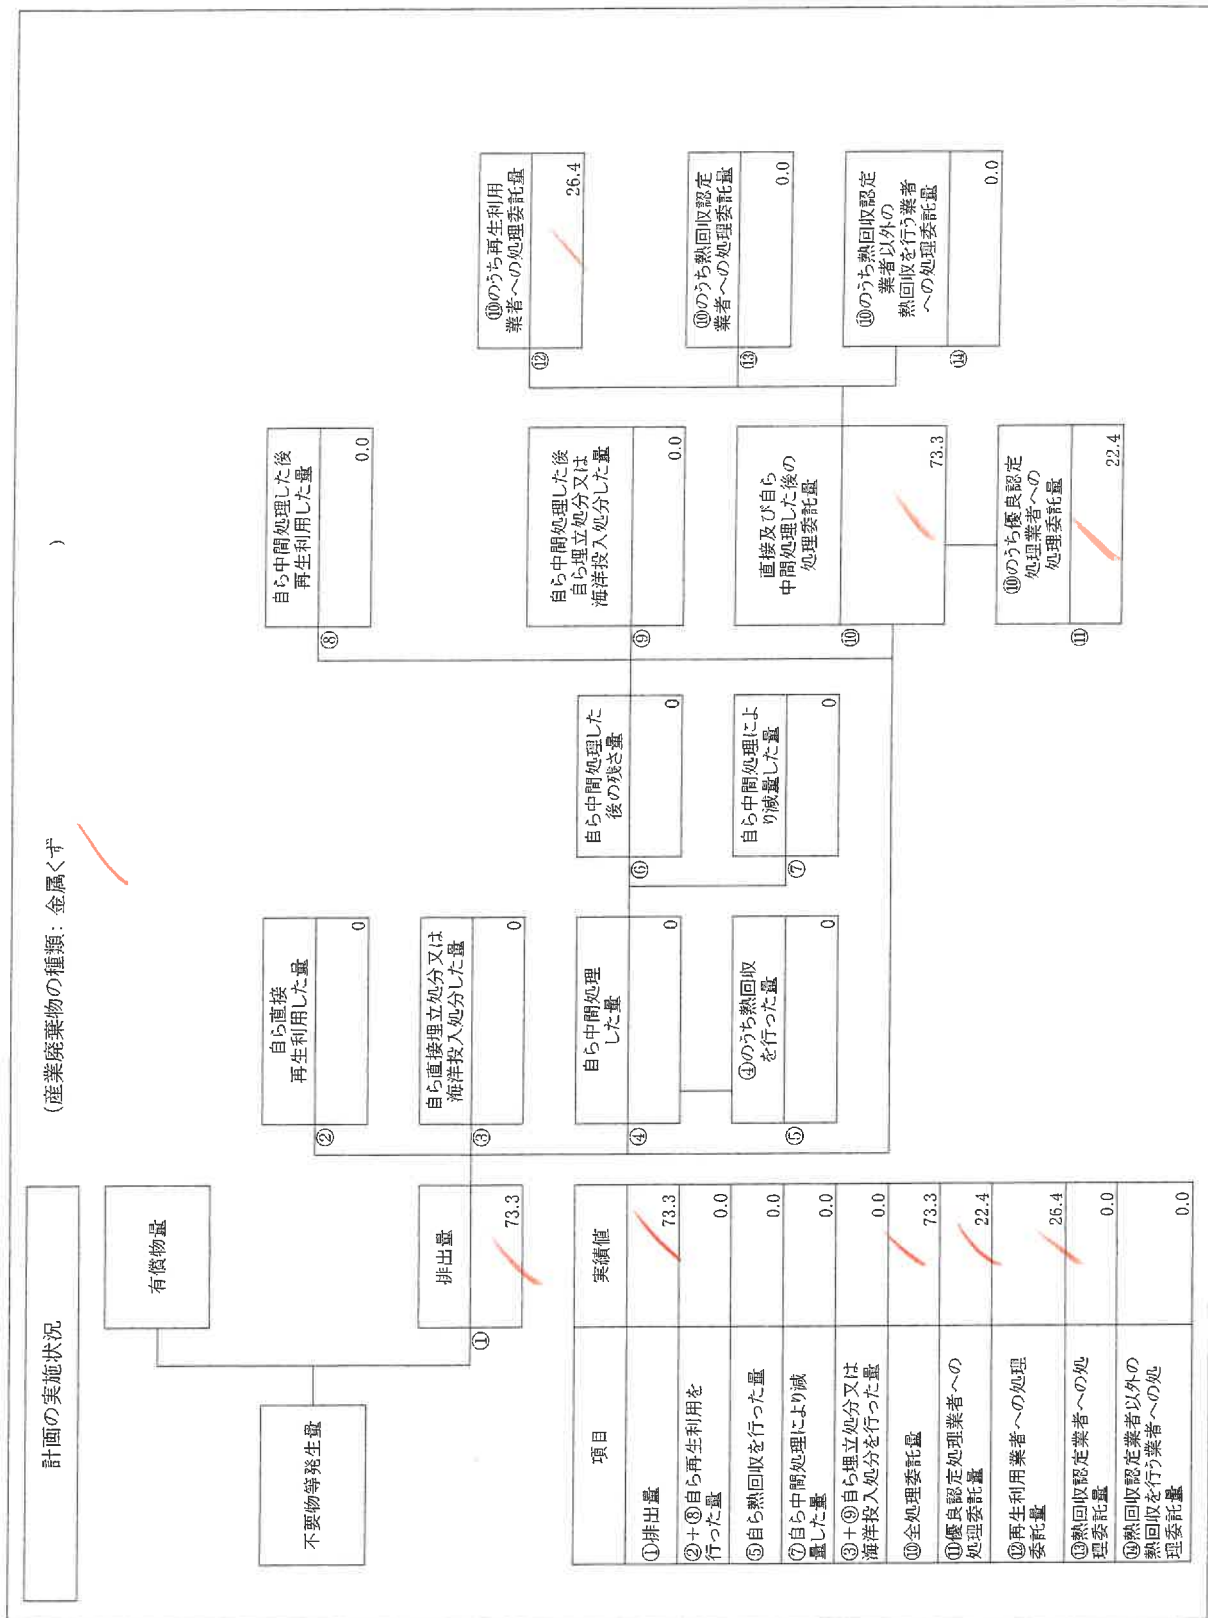 計画の実施状況
(産業廃棄物の種類: 金属くず
)
不要物等発生量
有償物量
①
排出量
73.3
②
自ら直接
再生利用した量
0
③
自ら直接埋立処分又は
海洋投入処分した量
0
④
自ら中間処理
した量
0
⑤
④のうち熱回収
を行った量
0
⑥
自ら中間処理した
後の残さ量
0
⑦
自ら中間処理によ
り減量した量
0
⑧
自ら中間処理した後
再生利用した量
0.0
⑨
自ら中間処理した後
自ら埋立処分又は
海洋投入処分した量
0.0
⑩
直接及び自ら
中間処理した後の
処理委託量
73.3
⑪
⑩のうち優良認定
処理業者への
処理委託量
22.4
⑫
⑩のうち再生利用
業者への処理委託量
26.4
⑬
⑩のうち熱回収認定
業者への処理委託量
0.0
⑭
⑩のうち熱回収認定
業者以外の
熱回収を行う業者
への処理委託量
0.0
項目 実績値
①排出量 73.3
②+⑧自ら再生利用を
行った量 0.0
⑤自ら熱回収を行った量 0.0
⑦自ら中間処理により減
量した量 0.0
③+⑨自ら埋立処分又は
海洋投入処分を行った量 0.0
⑩全処理委託量 73.3
⑪優良認定処理業者への
処理委託量 22.4
⑫再生利用業者への処理
委託量 26.4
⑬熱回収認定業者への処
理委託量 0.0
⑭熱回収認定業者以外の
熱回収を行う業者への処
理委託量 0.0